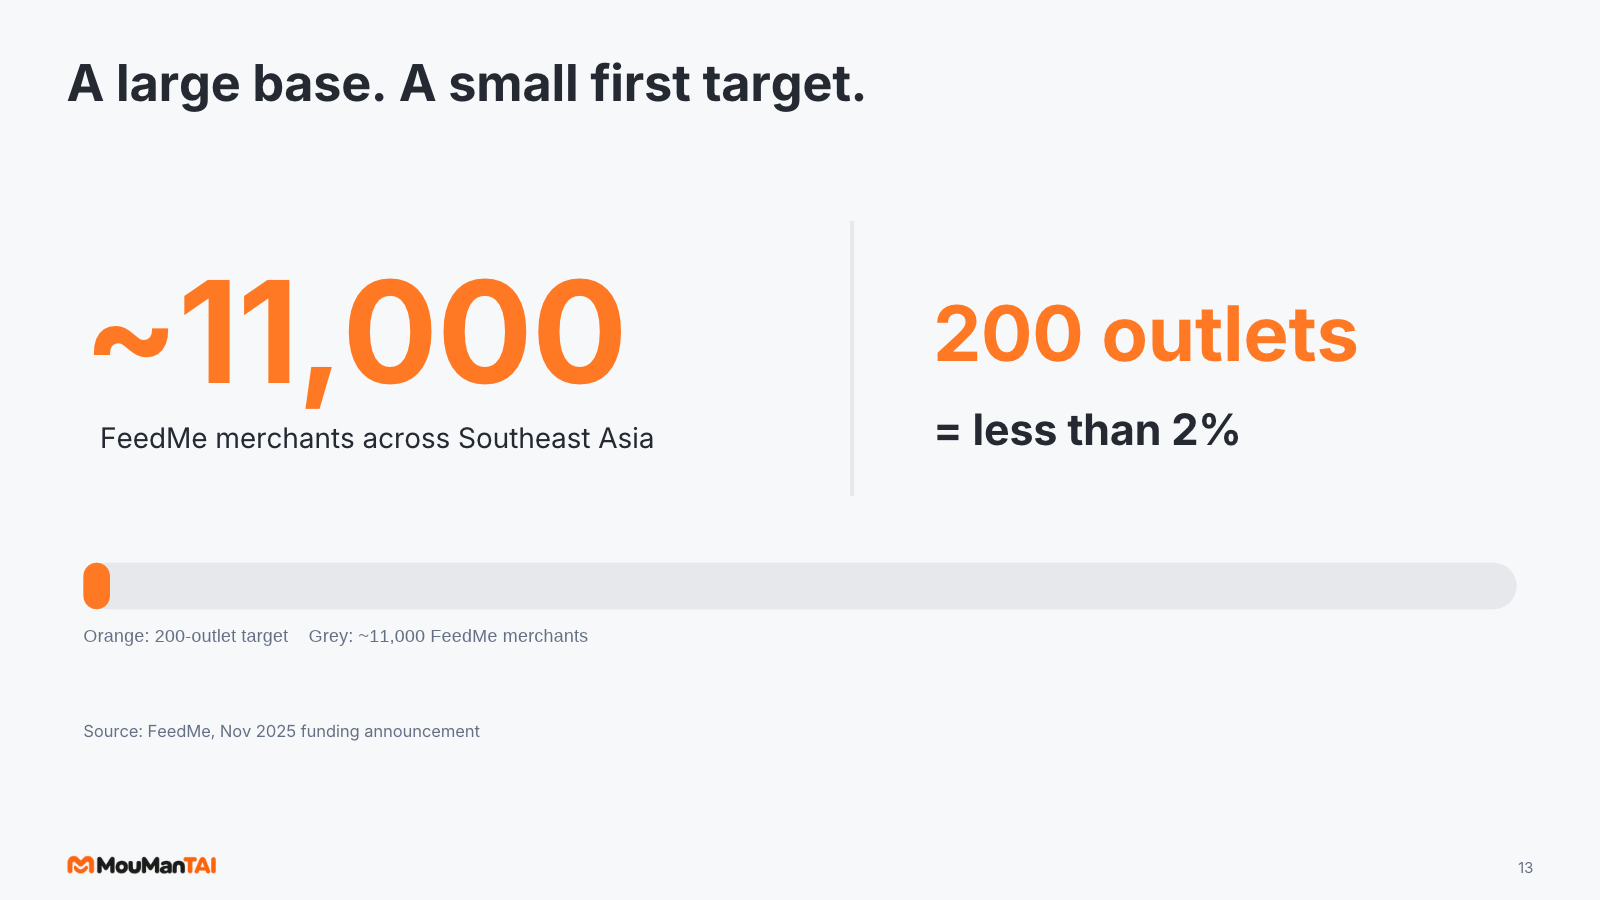 A large base. A small first target.
~11,000
FeedMe merchants across Southeast Asia
200 outlets
= less than 2%
Orange: 200-outlet target Grey: ~11,000 FeedMe merchants
Source: FeedMe, Nov 2025 funding announcement
MouManTAI
13